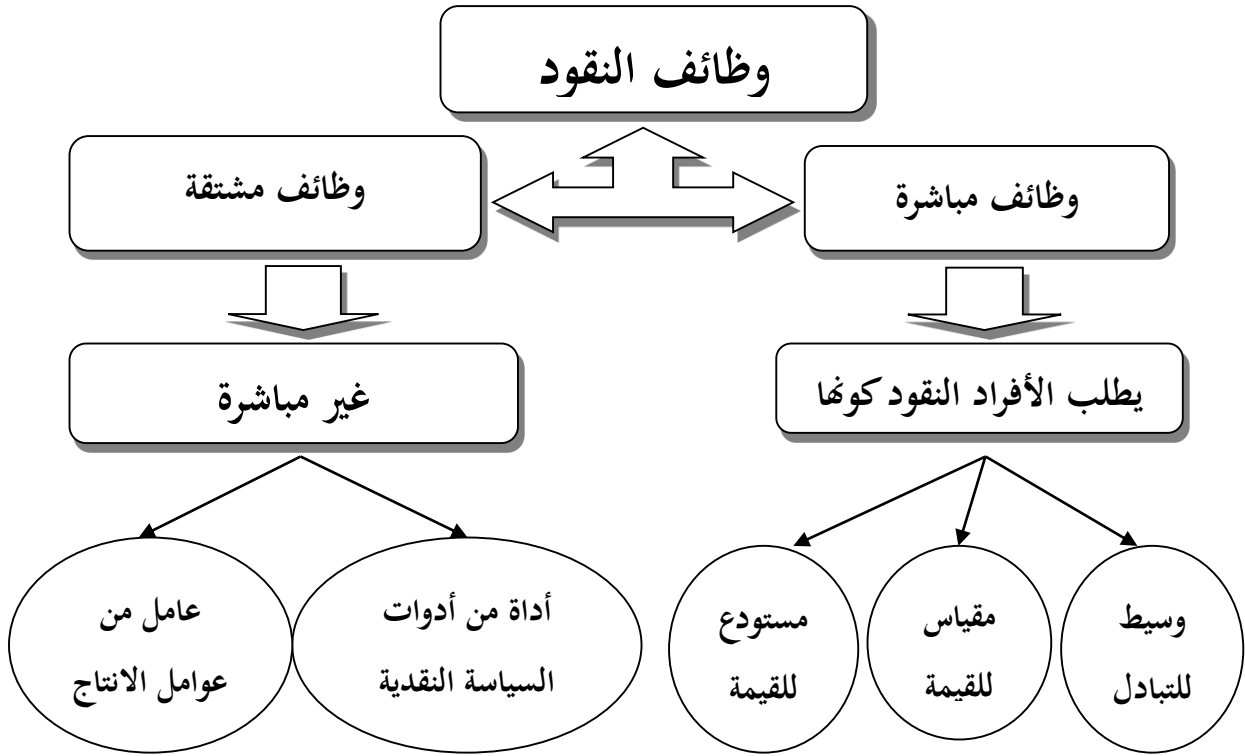 وظائف النقود
وظائف مباشرة
وظائف مشتقة
يطلب الأفراد النقود كونها
غير مباشرة
وسيط
للتبادل
مقياس
للقيمة
مستودع
للقيمة
أداة من أدوات
السياسة النقدية
عامل من
عوامل الانتاج